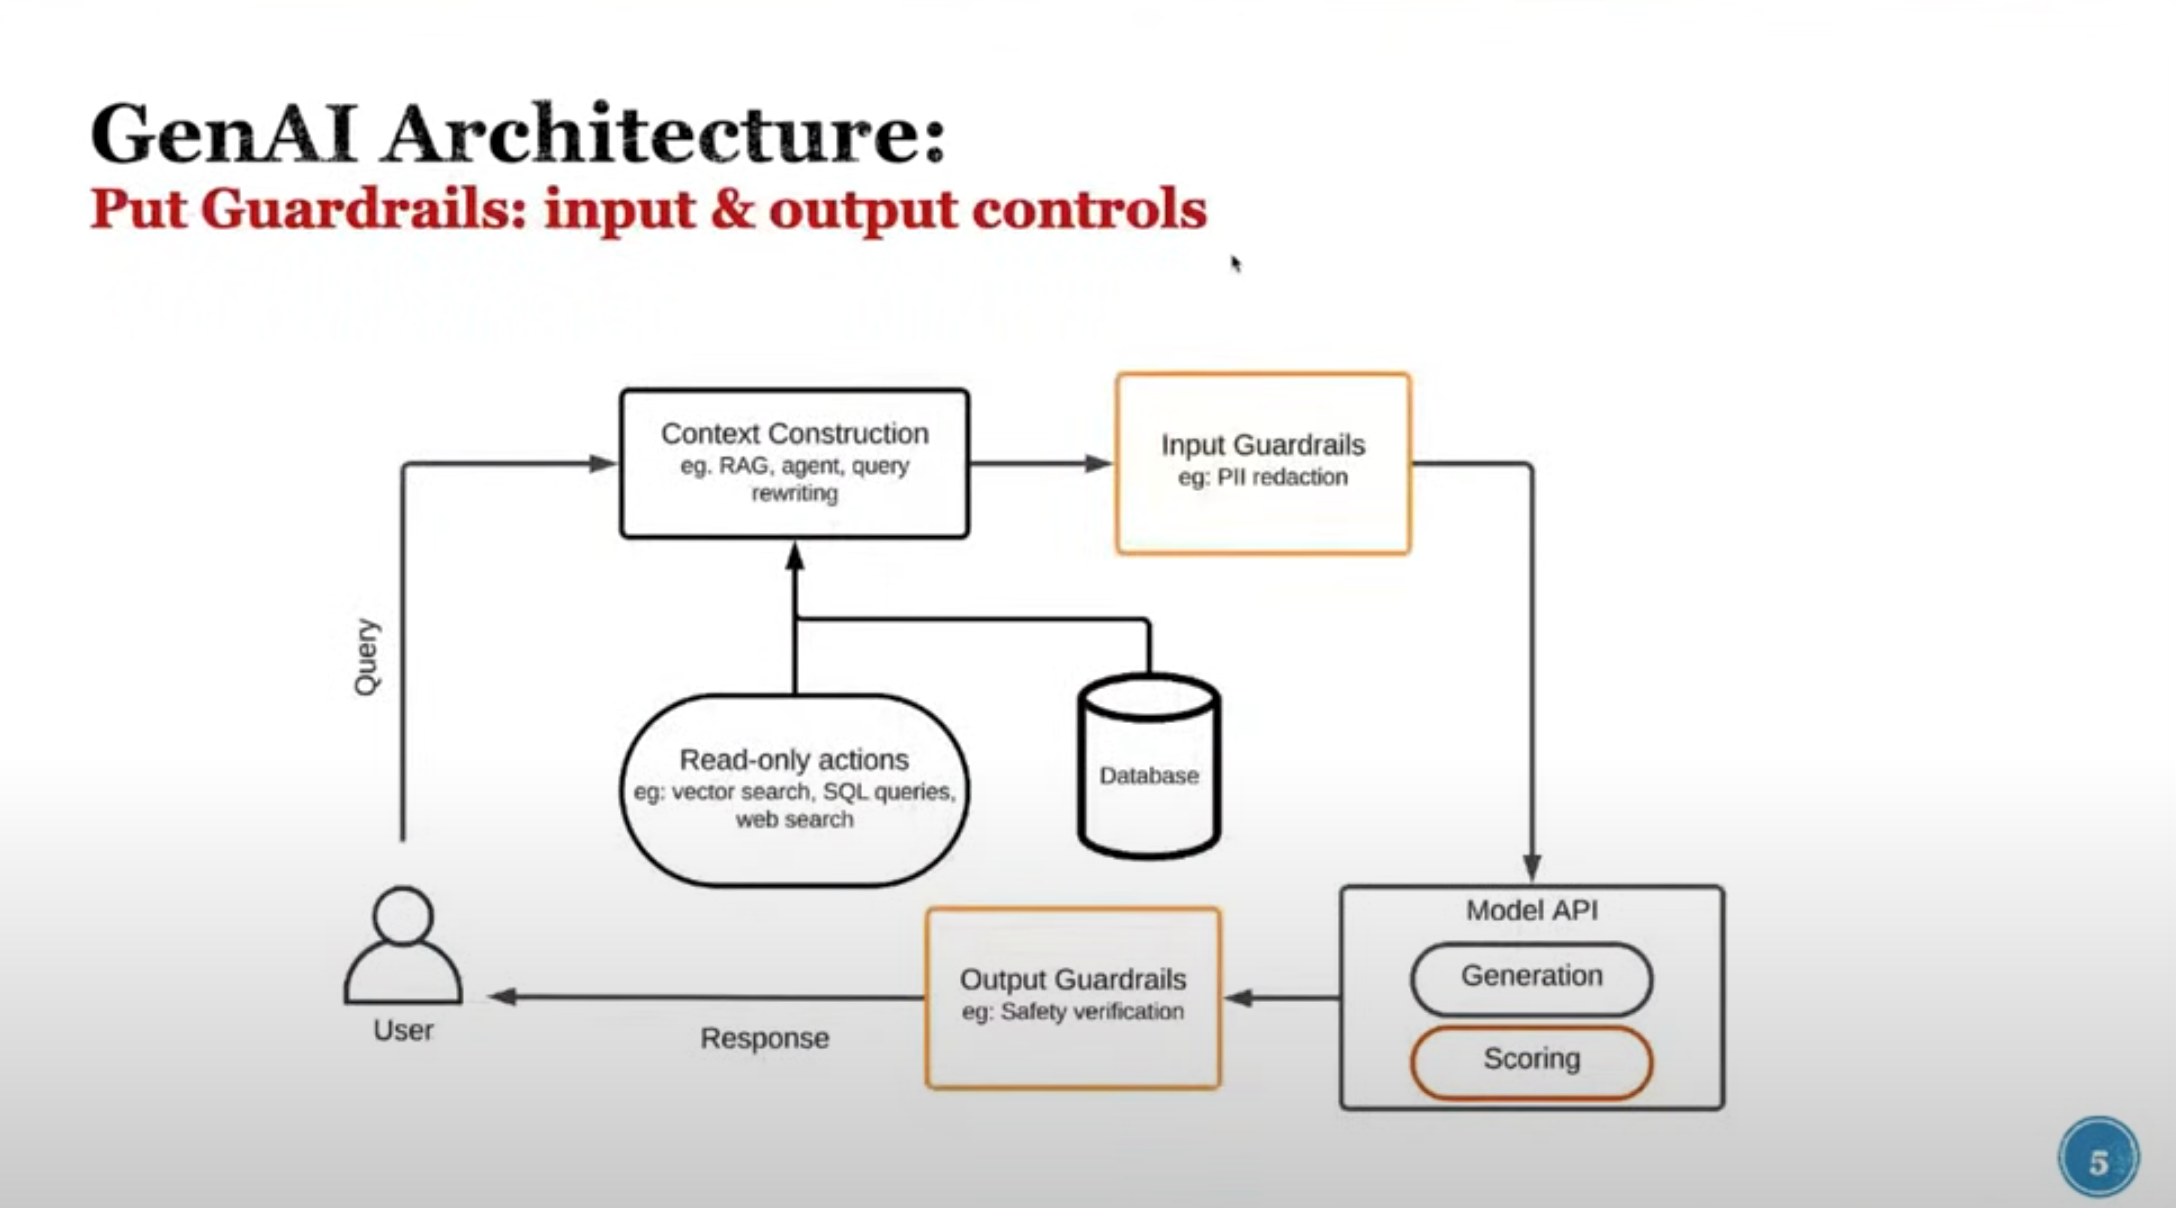 GenAI Architecture:
Put Guardrails: input & output controls
Context Construction
eg. RAG, agent, query
rewriting
Input Guardrails
eg: PII redaction
Query
Read-only actions
eg: vector search, SQL queries,
web search
Database
Model API
Generation
Scoring
Output Guardrails
eg: Safety verification
Response
User
5